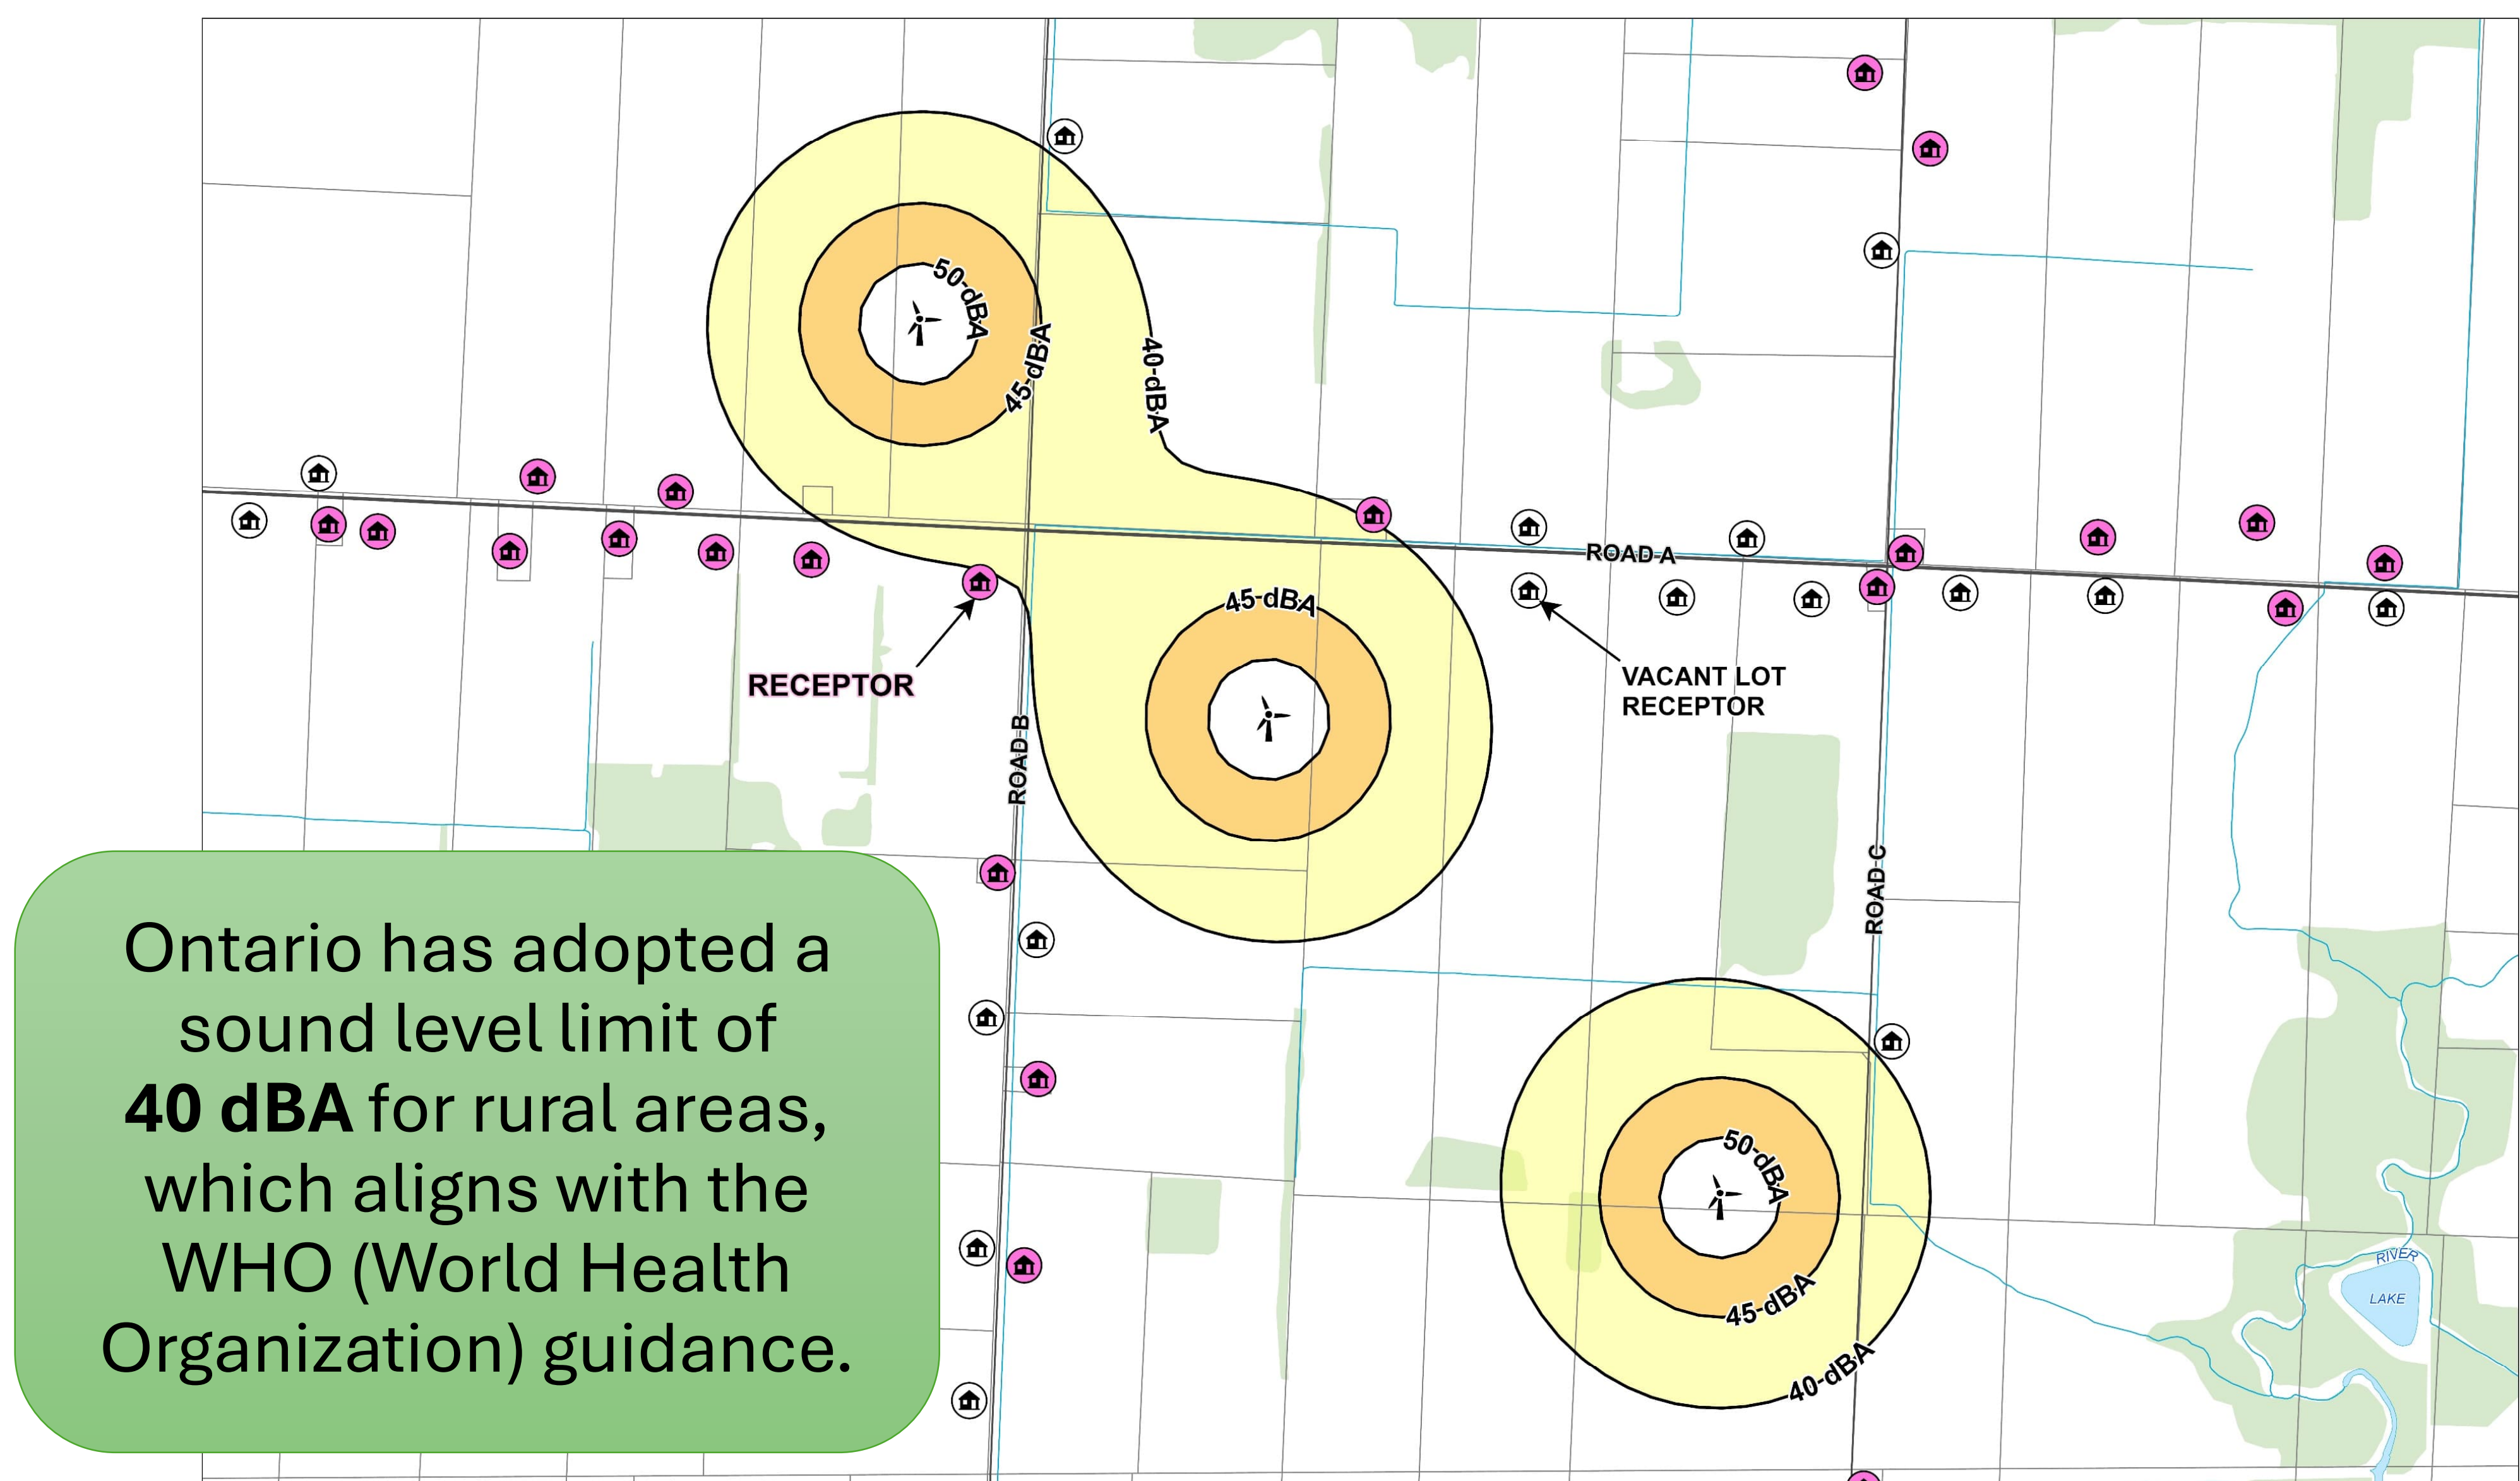 50-dBA
45-dBA
40-dBA
ROAD A
45-dBA
RECEPTOR
VACANT LOT
RECEPTOR
ROAD B
ROAD C
Ontario has adopted a
sound level limit of
40 dBA for rural areas,
which aligns with the
WHO (World Health
Organization) guidance.
50-dBA
45-dBA
40-dBA
RIVER
LAKE